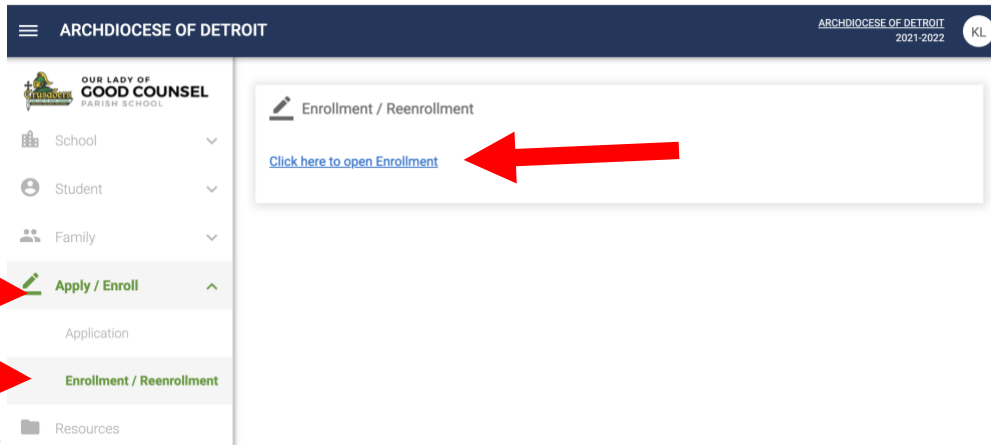 ARCHDIOCESE OF DETROIT
ARCHDIOCESE OF DETROIT
2021-2022
KL
Crusaders
OUR LADY OF
GOOD COUNSEL
PARISH SCHOOL
School
Student
Family
Apply / Enroll
Application
Enrollment / Reenrollment
Resources
Enrollment / Reenrollment
Click here to open Enrollment